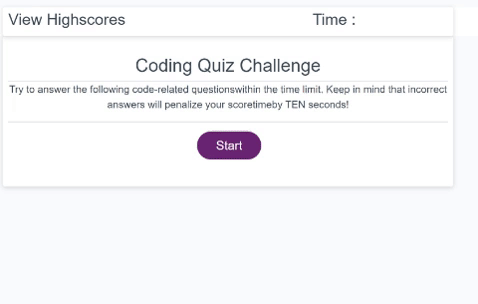 View Highscores Time :
Coding Quiz Challenge
Try to answer the following code-related questionswithin the time limit. Keep in mind that incorrect
answers will penalize your scoretimeby TEN seconds!
Start